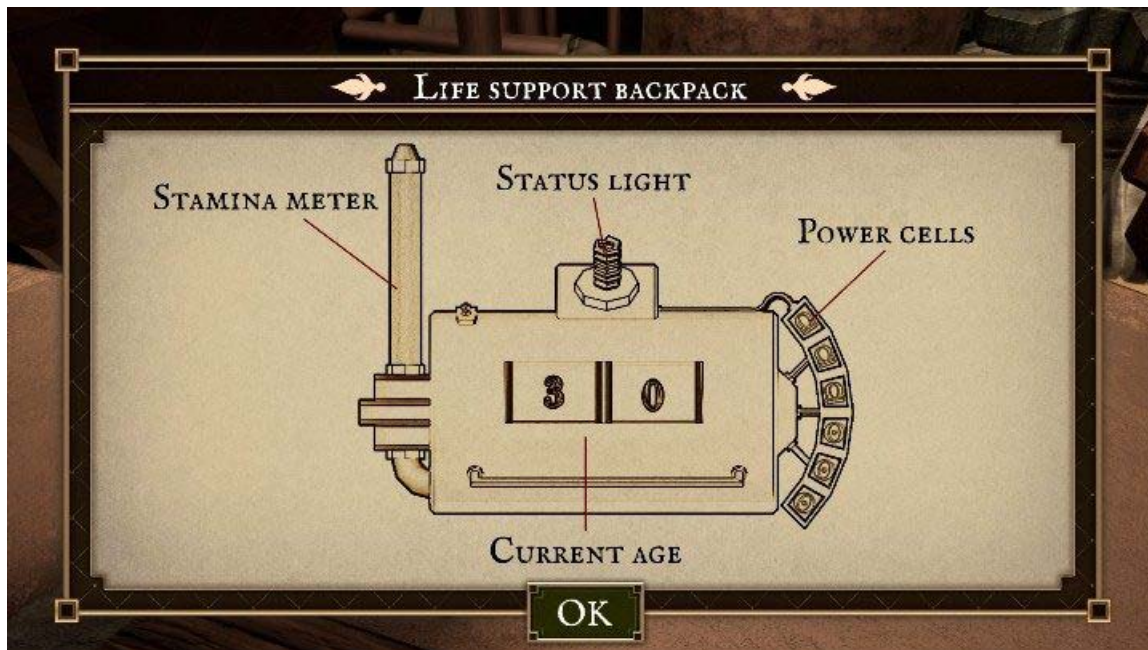 Life support backpack
Status light
Stamina meter
Power cells
3 0
Current age
OK